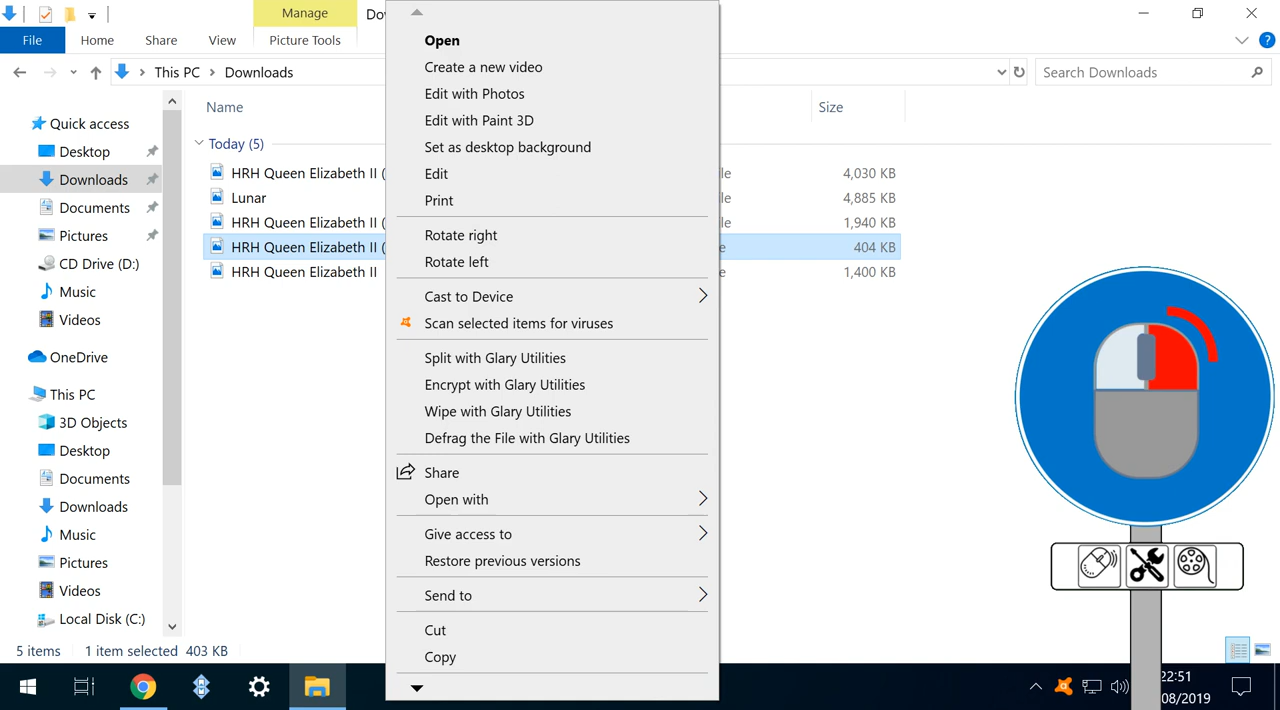 Manage
Do
File
Home
Share
View
Picture Tools
This PC
Downloads
Search Downloads
Quick access
Desktop
Downloads
Documents
Pictures
CD Drive (D:)
Music
Videos
OneDrive
This PC
3D Objects
Desktop
Documents
Downloads
Music
Pictures
Videos
Local Disk (C:)
Name
Size
Today (5)
HRH Queen Elizabeth II ( le 4,030 KB
Lunar le 4,885 KB
HRH Queen Elizabeth II ( le 1,940 KB
HRH Queen Elizabeth II ( e 404 KB
HRH Queen Elizabeth II e 1,400 KB
Open
Create a new video
Edit with Photos
Edit with Paint 3D
Set as desktop background
Edit
Print
Rotate right
Rotate left
Cast to Device
Scan selected items for viruses
Split with Glary Utilities
Encrypt with Glary Utilities
Wipe with Glary Utilities
Defrag the File with Glary Utilities
Share
Open with
Give access to
Restore previous versions
Send to
Cut
Copy
5 items
1 item selected 403 KB
22:51
08/2019